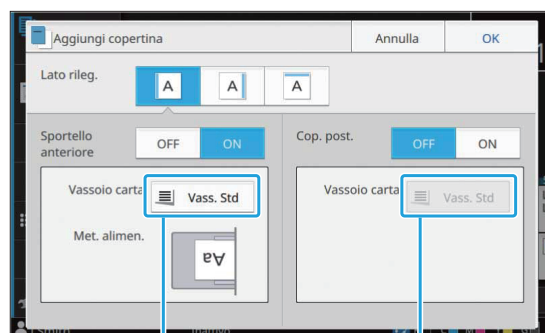 Aggiungi copertina
Annulla
OK
Lato rileg.
A
A
A
Sportello
anteriore
OFF
ON
Cop. post.
OFF
ON
Vassoio carta
Vass. Std
Vassoio carta
Vass. Std
Met. alimen.
Aa